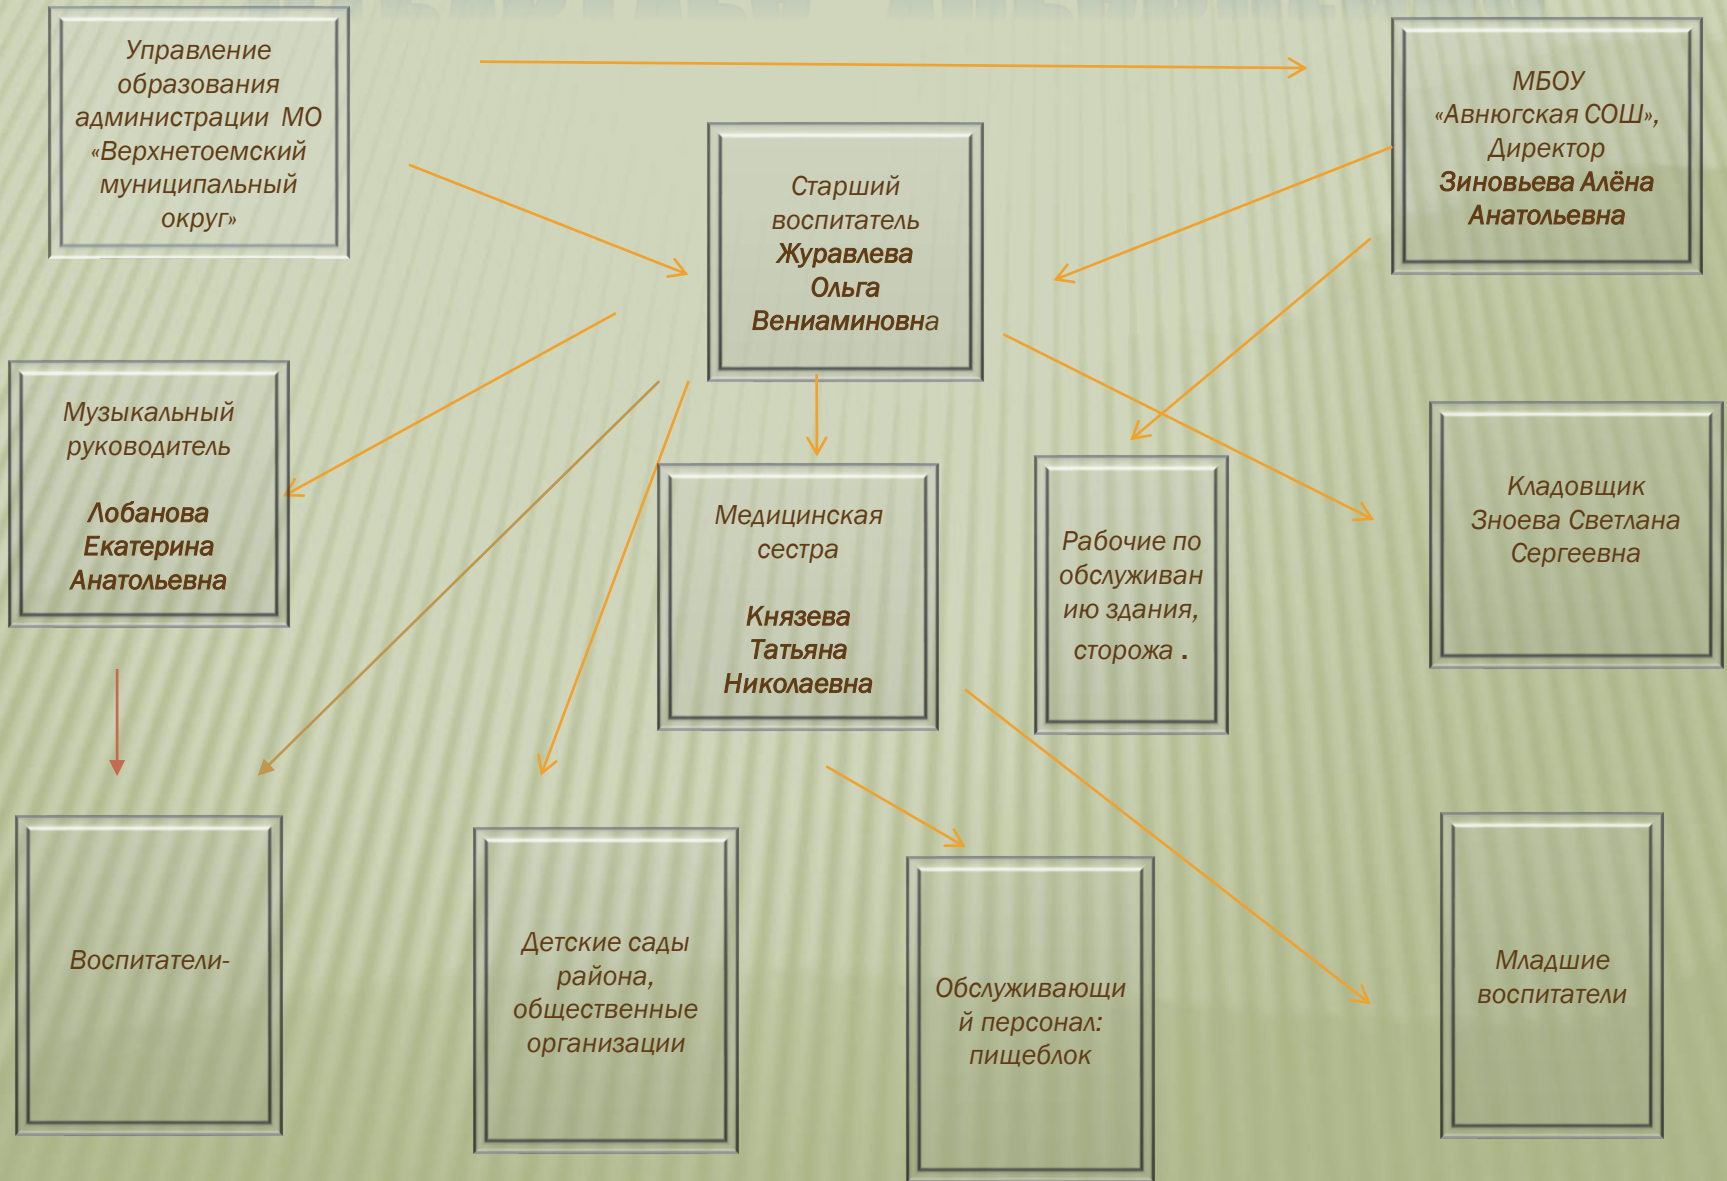 Управление
образования
администрации МО
«Верхнетоемский
муниципальный
округ»
МБОУ
«Авнюгская СОШ»,
Директор
Зиновьева Алёна
Анатольевна
Старший
воспитатель
Журавлева
Ольга
Вениаминовна
Музыкальный
руководитель
Лобанова
Екатерина
Анатольевна
Медицинская
сестра
Князева
Татьяна
Николаевна
Рабочие по
обслуживан
ию здания,
сторожа .
Кладовщик
Зноева Светлана
Сергеевна
Воспитатели-
Детские сады
района,
общественные
организации
Обслуживающи
й персонал:
пищеблок
Младшие
воспитатели